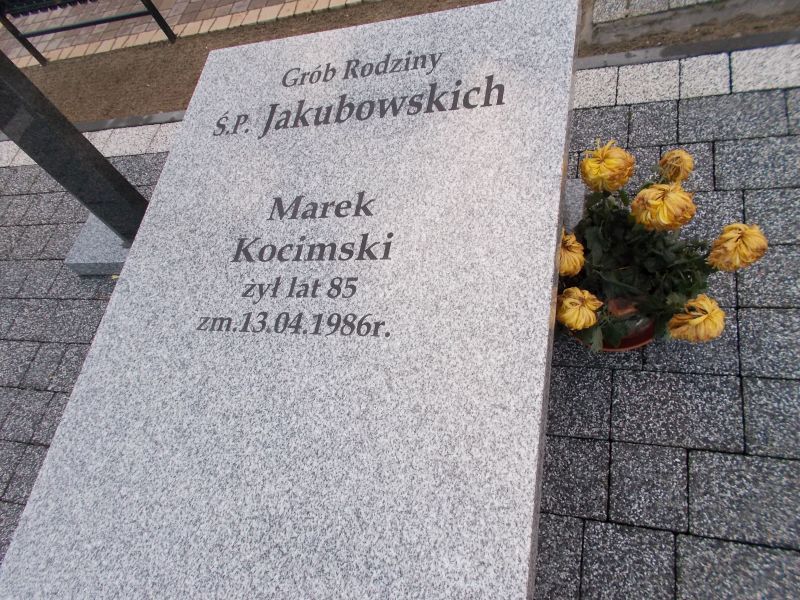 Grób Rodziny
Ś.P. Jakubowskich
Marek
Kocimski
żył lat 85
zm.13.04.1986r.